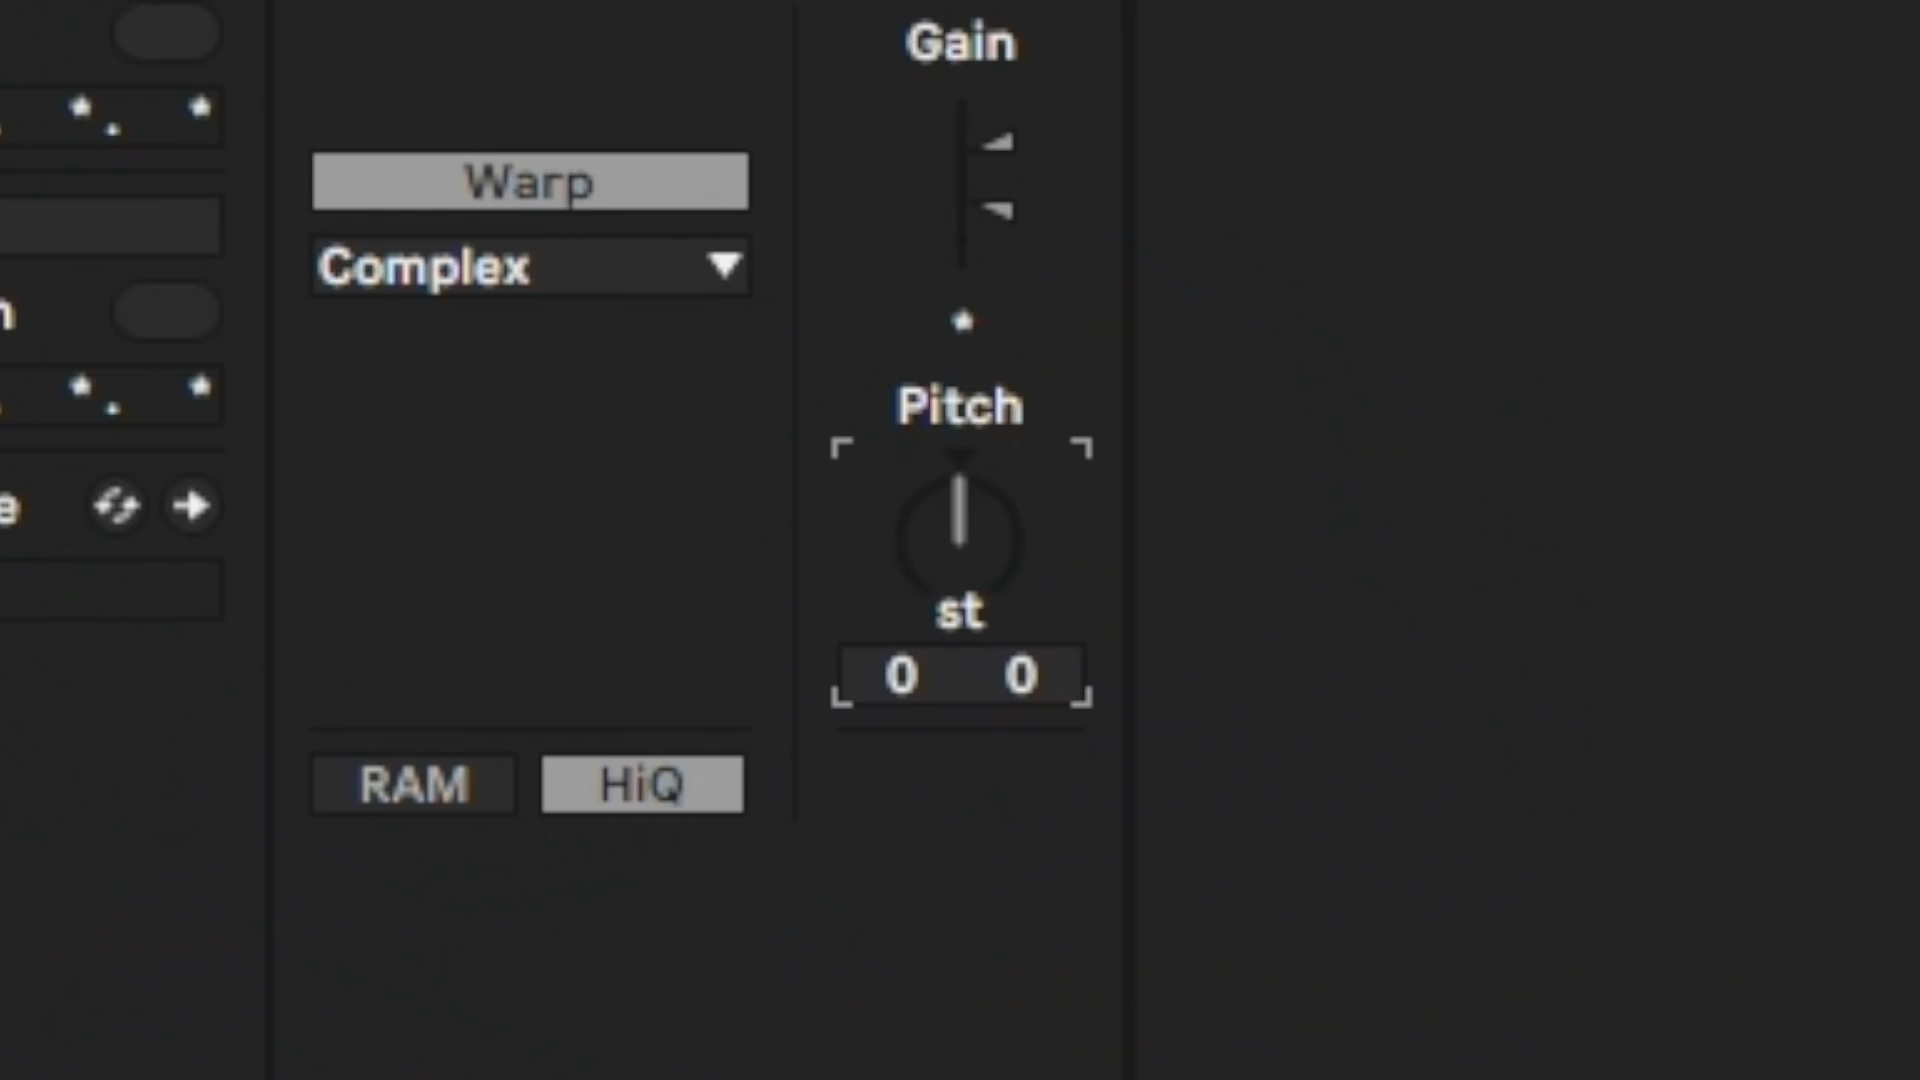 Gain
*. *
Warp
Complex
*
n
Pitch
*. *
e
st
0 0
RAM HiQ